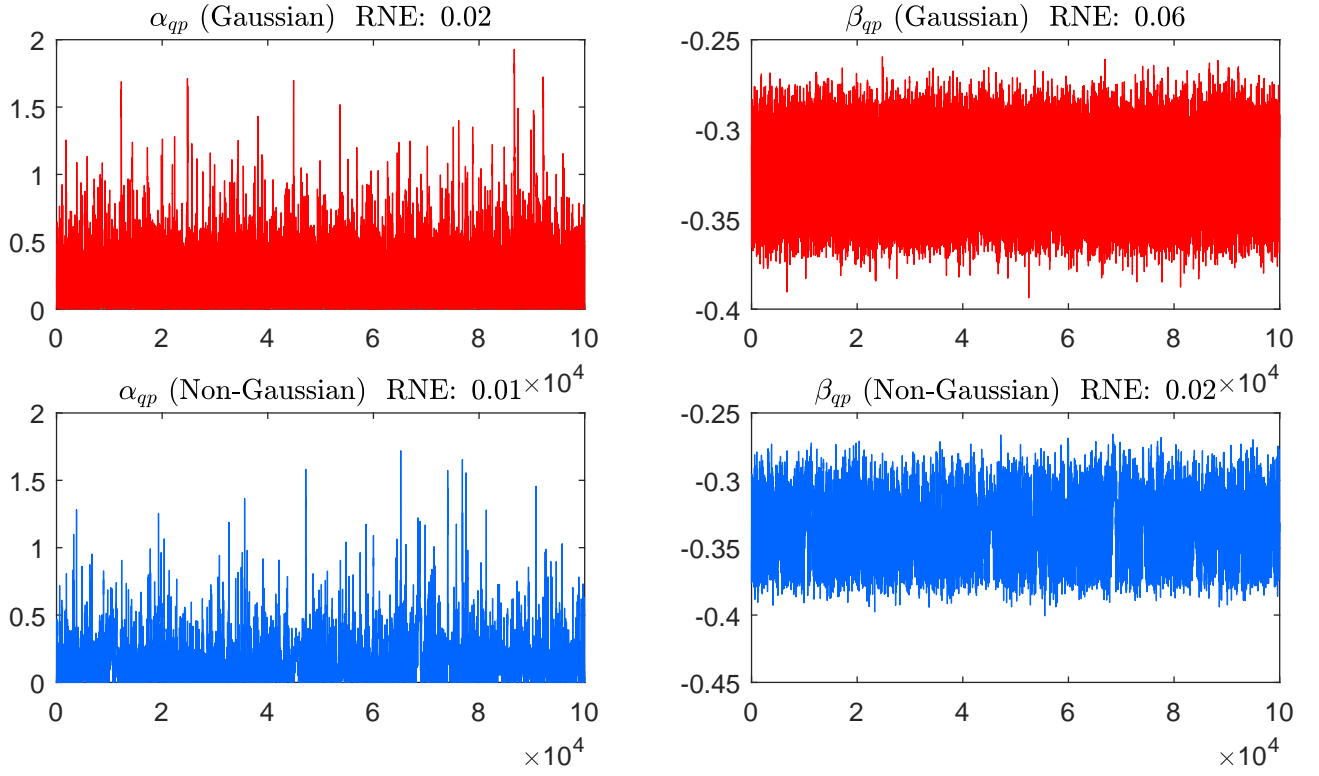 α_qp (Gaussian) RNE: 0.02
2
1.5
1
0.5
0
0 2 4 6 8 10
×10^4
β_qp (Gaussian) RNE: 0.06
-0.25
-0.3
-0.35
-0.4
0 2 4 6 8 10
×10^4
α_qp (Non-Gaussian) RNE: 0.01
2
1.5
1
0.5
0
0 2 4 6 8 10
×10^4
β_qp (Non-Gaussian) RNE: 0.02
-0.25
-0.3
-0.35
-0.4
-0.45
0 2 4 6 8 10
×10^4